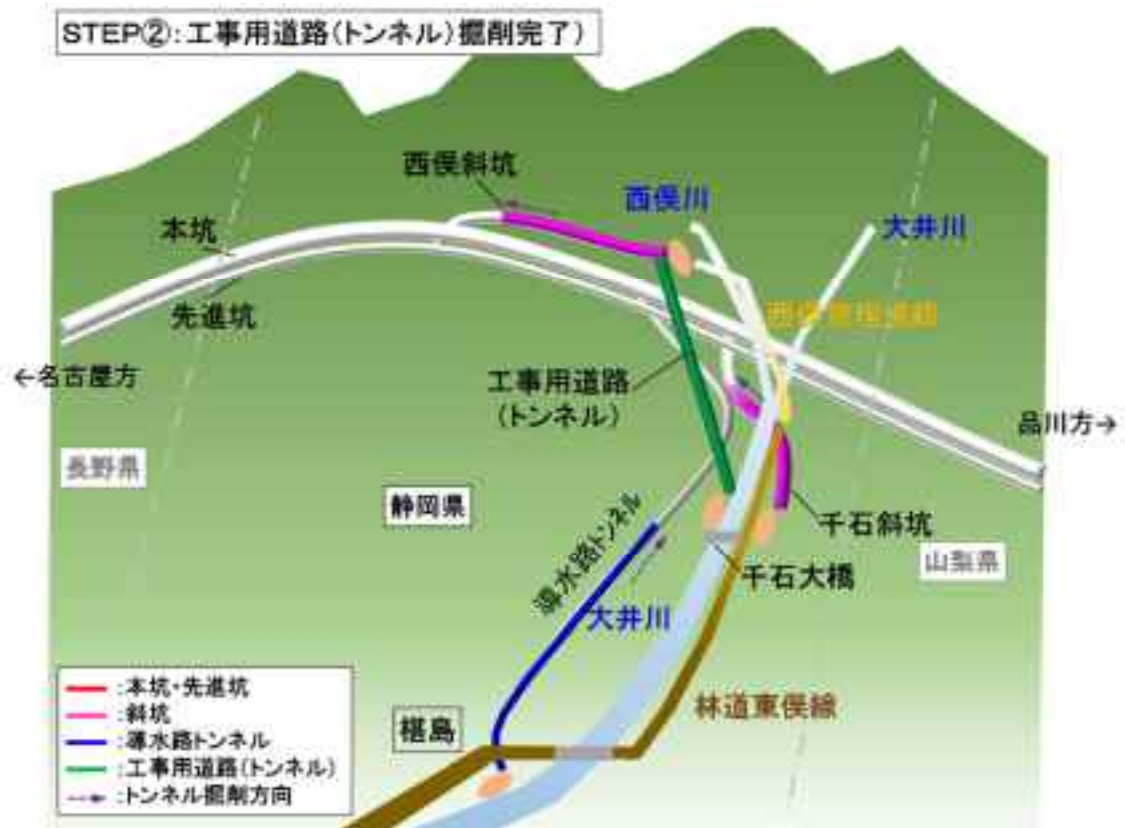 STEP②:工事用道路(トンネル)掘削完了)
西俣斜坑
西俣川
大井川
本坑
先進坑
←名古屋方
工事用道路
(トンネル)
品川方→
長野県
静岡県
千石斜坑
山梨県
千石大橋
導水路トンネル
大井川
林道東俣線
椹島
:本坑・先進坑
:斜坑
:導水路トンネル
:工事用道路(トンネル)
:トンネル掘削方向